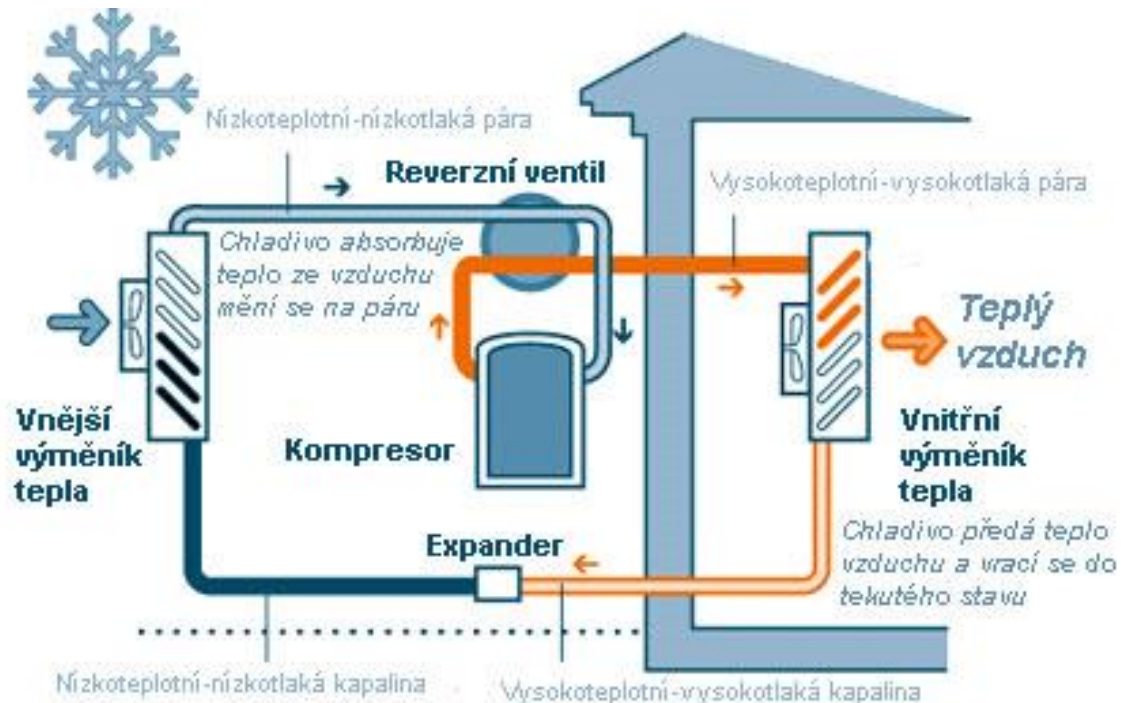 Nízkoteplotní-nízkotlaká pára
Reverzní ventil
Vysokoteplotní-vysokotlaká pára
Chladivo absorbuje
teplo ze vzduchu
mění se na páru
Teplý
vzduch
Vnější
výměník
tepla
Kompresor
Vnitřní
výměník
tepla
Expander
Chladivo předá teplo
vzduchu a vrací se do
tekutého stavu
Nízkoteplotní-nízkotlaká kapalina
Vysokoteplotní-vysokotlaká kapalina